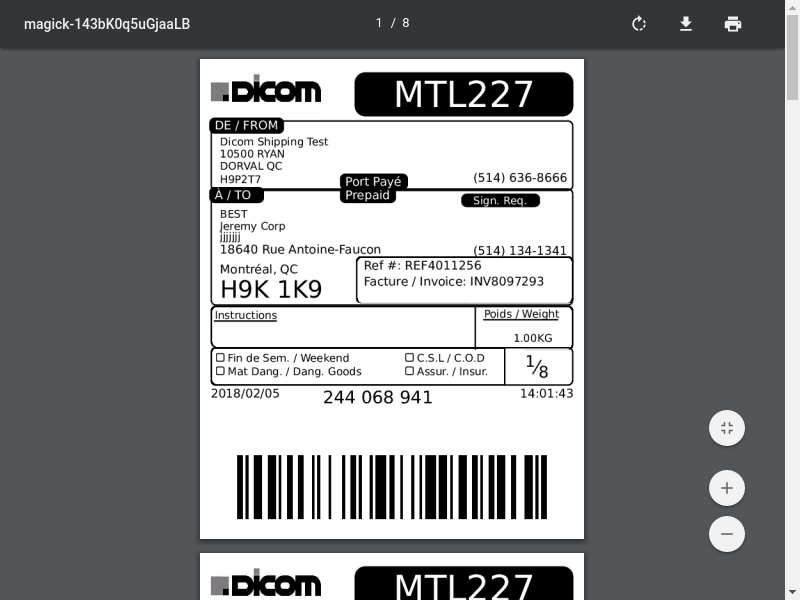 magick-143bK0q5uGjaaLB
1 / 8
Dicom
MTL227
DE / FROM
Dicom Shipping Test
10500 RYAN
DORVAL QC
H9P2T7
(514) 636-8666
Port Payé
Prepaid
À / TO
Sign. Req.
BEST
Jeremy Corp
jjjjjjj
18640 Rue Antoine-Faucon
(514) 134-1341
Montréal, QC
H9K 1K9
Ref #: REF4011256
Facture / Invoice: INV8097293
Instructions
Poids / Weight
1.00KG
Fin de Sem. / Weekend
C.S.L / C.O.D
Mat Dang. / Dang. Goods
Assur. / Insur.
1/8
2018/02/05
244 068 941
14:01:43
Dicom
MTL227